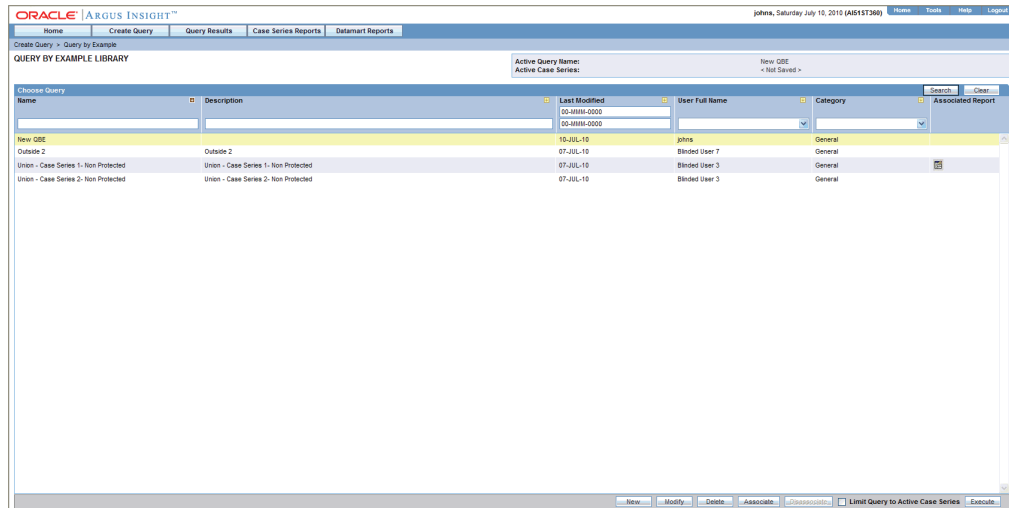 ORACLE | ARGUS INSIGHT™
johns, Saturday July 10, 2010 (AI51ST360) Home Tools Help Logout
Home Create Query Query Results Case Series Reports Datamart Reports
Create Query > Query by Example
QUERY BY EXAMPLE LIBRARY
Active Query Name: New QBE
Active Case Series: < Not Saved >
Choose Query Search Clear
Name Description Last Modified User Full Name Category Associated Report
00-MMM-0000
00-MMM-0000
New QBE 10-JUL-10 johns General
Outside 2 Outside 2 07-JUL-10 Blinded User 7 General
Union - Case Series 1- Non Protected Union - Case Series 1- Non Protected 07-JUL-10 Blinded User 3 General
Union - Case Series 2- Non Protected Union - Case Series 2- Non Protected 07-JUL-10 Blinded User 3 General
New Modify Delete Associate Disassociate Limit Query to Active Case Series Execute